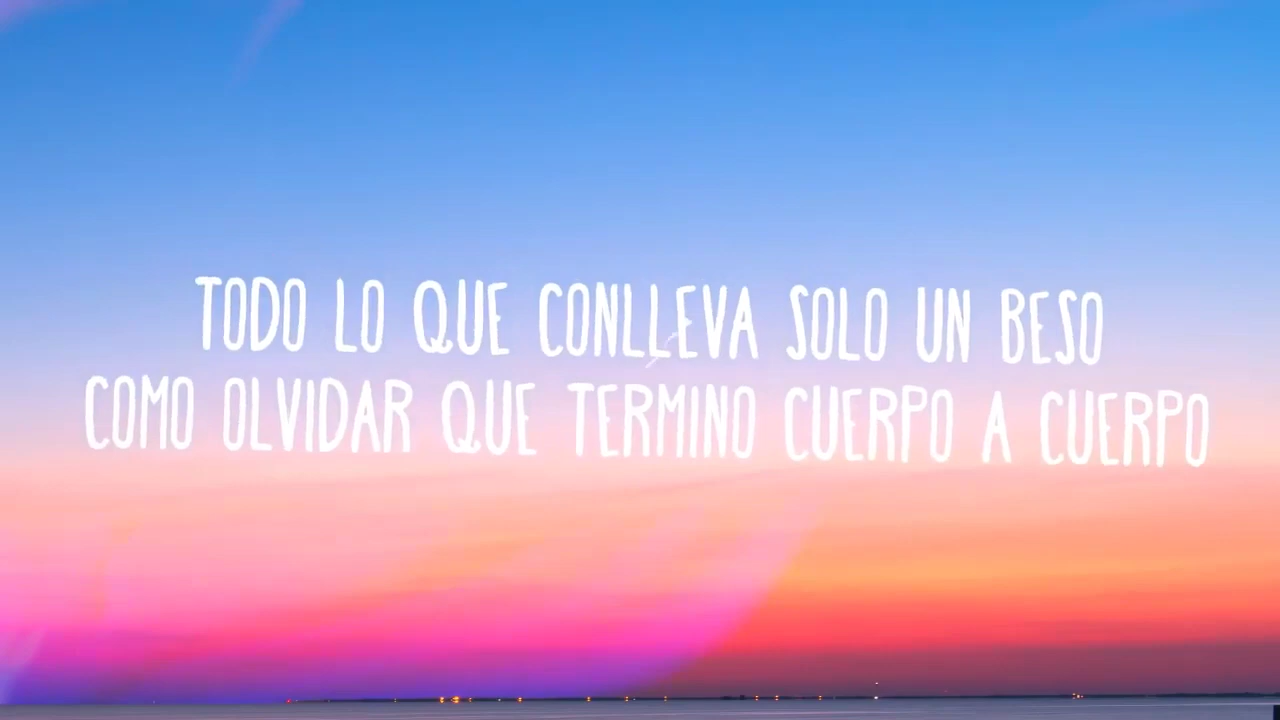 TODO LO QUE CONLLEVA SOLO UN BESO
COMO OLVIDAR QUE TERMINO CUERPO A CUERPO